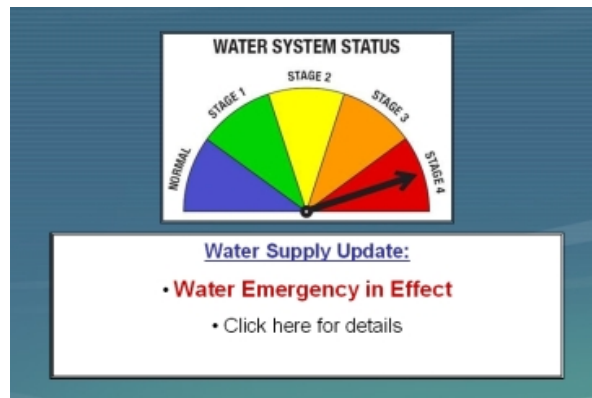 WATER SYSTEM STATUS
NORMAL
STAGE 1
STAGE 2
STAGE 3
STAGE 4
Water Supply Update:
• Water Emergency in Effect
• Click here for details